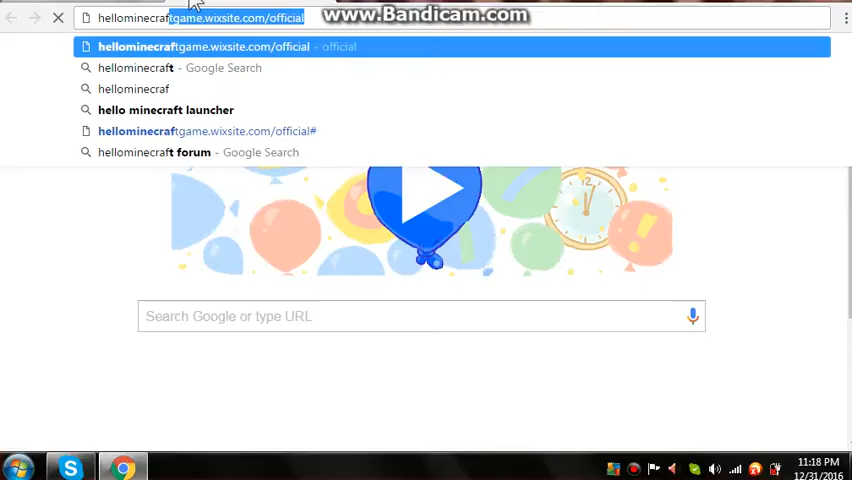 hellominecraftgame.wixsite.com/official
www.Bandicam.com
hellominecraftgame.wixsite.com/official - official
hellominecraft - Google Search
hellominecraf
hello minecraft launcher
hellominecraftgame.wixsite.com/official#
hellominecraft forum - Google Search
Search Google or type URL
11:18 PM
12/31/2016